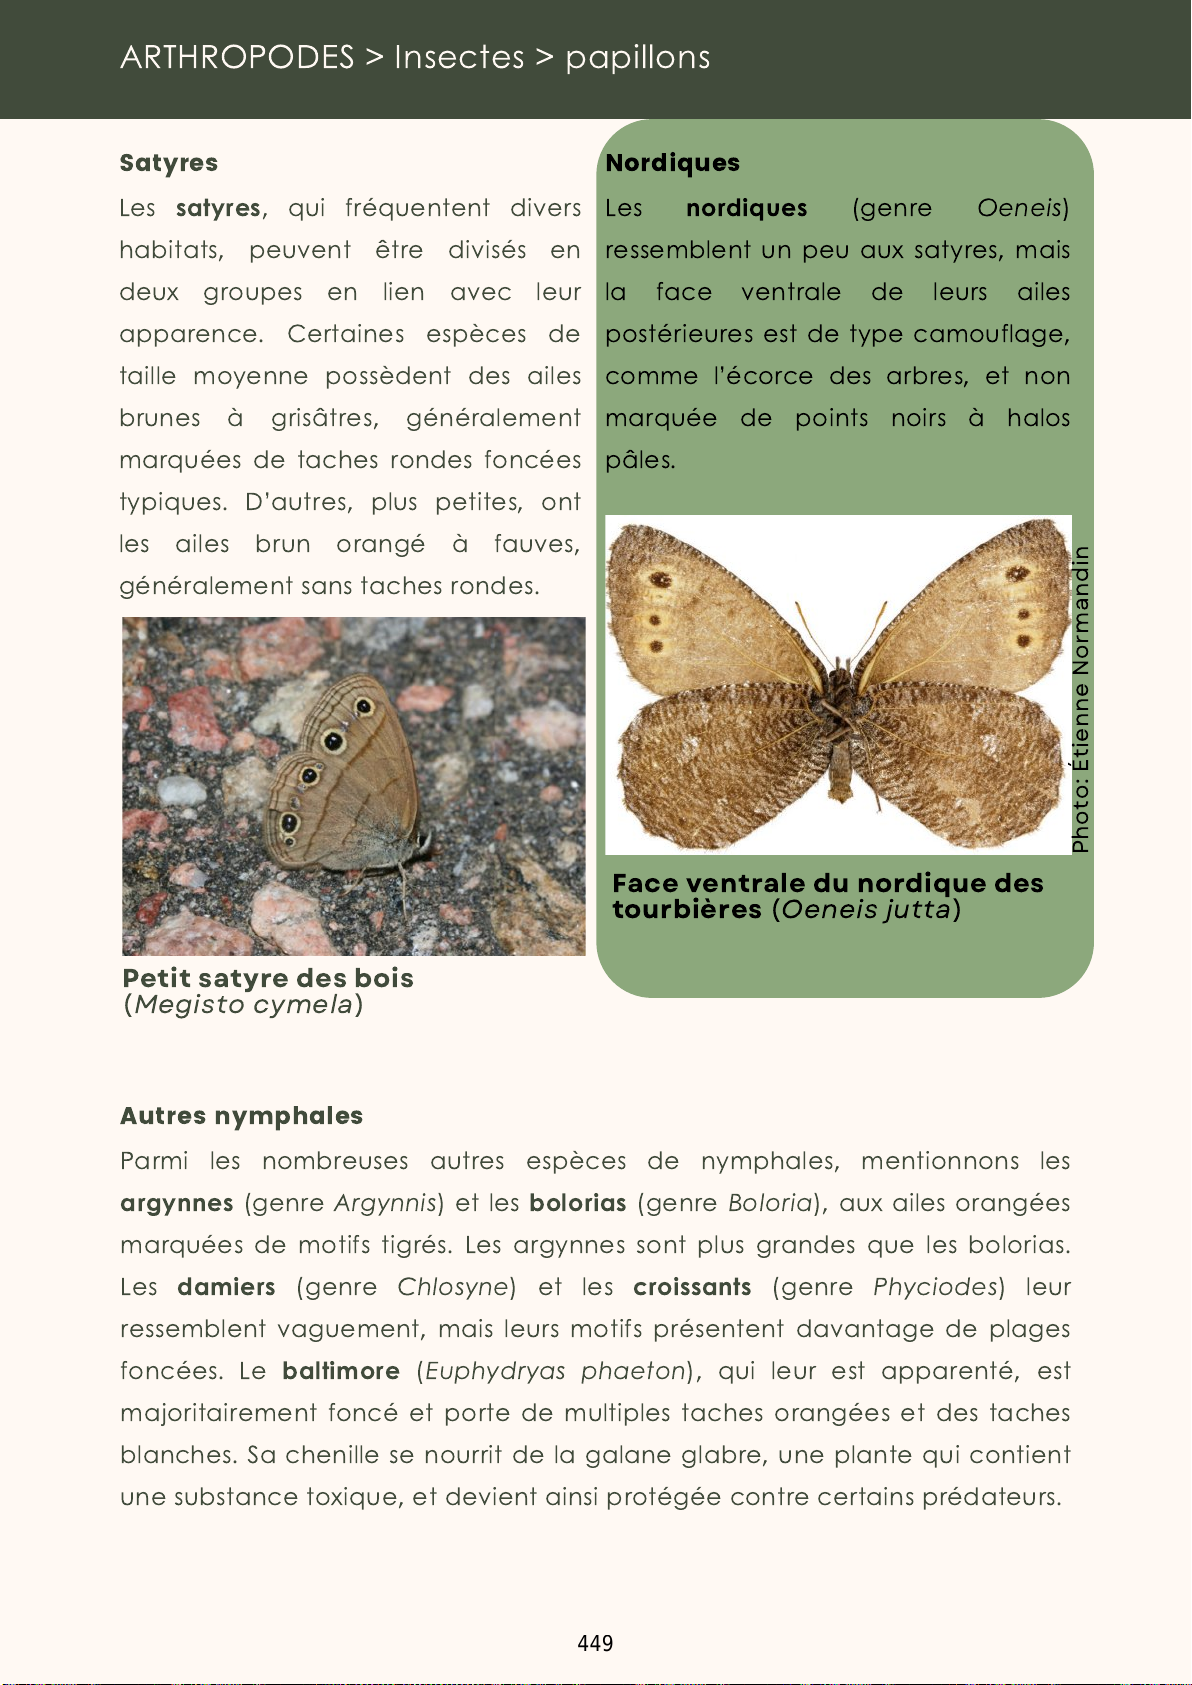 ARTHROPODES > Insectes > papillons
Satyres
Les satyres, qui fréquentent divers
habitats, peuvent être divisés en
deux groupes en lien avec leur
apparence. Certaines espèces de
taille moyenne possèdent des ailes
brunes à grisâtres, généralement
marquées de taches rondes foncées
typiques. D'autres, plus petites, ont
les ailes brun orangé à fauves,
généralement sans taches rondes.
Petit satyre des bois
(Megisto cymela)
Nordiques
Les nordiques (genre Oeneis)
ressemblent un peu aux satyres, mais
la face ventrale de leurs ailes
postérieures est de type camouflage,
comme l'écorce des arbres, et non
marquée de points noirs à halos
pâles.
Photo: Étienne Normandin
Face ventrale du nordique des
tourbières (Oeneis jutta)
Autres nymphales
Parmi les nombreuses autres espèces de nymphales, mentionnons les
argynnes (genre Argynnis) et les bolorias (genre Boloria), aux ailes orangées
marquées de motifs tigrés. Les argynnes sont plus grandes que les bolorias.
Les damiers (genre Chlosyne) et les croissants (genre Phyciodes) leur
ressemblent vaguement, mais leurs motifs présentent davantage de plages
foncées. Le baltimore (Euphydryas phaeton), qui leur est apparenté, est
majoritairement foncé et porte de multiples taches orangées et des taches
blanches. Sa chenille se nourrit de la galane glabre, une plante qui contient
une substance toxique, et devient ainsi protégée contre certains prédateurs.
449